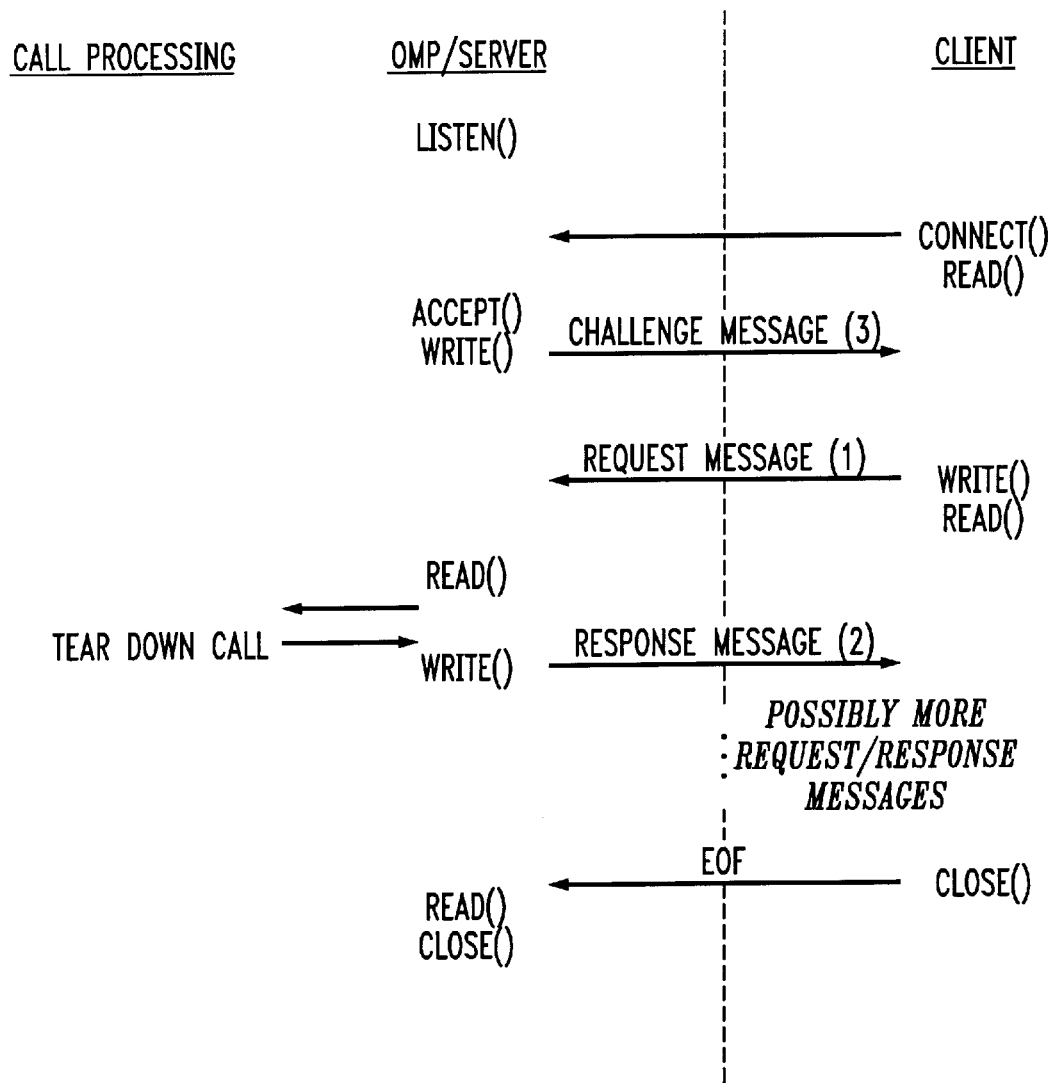 CALL PROCESSING OMP/SERVER CLIENT
LISTEN()
CONNECT()
READ()
ACCEPT()
WRITE()
CHALLENGE MESSAGE (3)
REQUEST MESSAGE (1)
WRITE()
READ()
READ()
TEAR DOWN CALL
WRITE()
RESPONSE MESSAGE (2)
POSSIBLY MORE
REQUEST/RESPONSE
MESSAGES
EOF
CLOSE()
READ()
CLOSE()